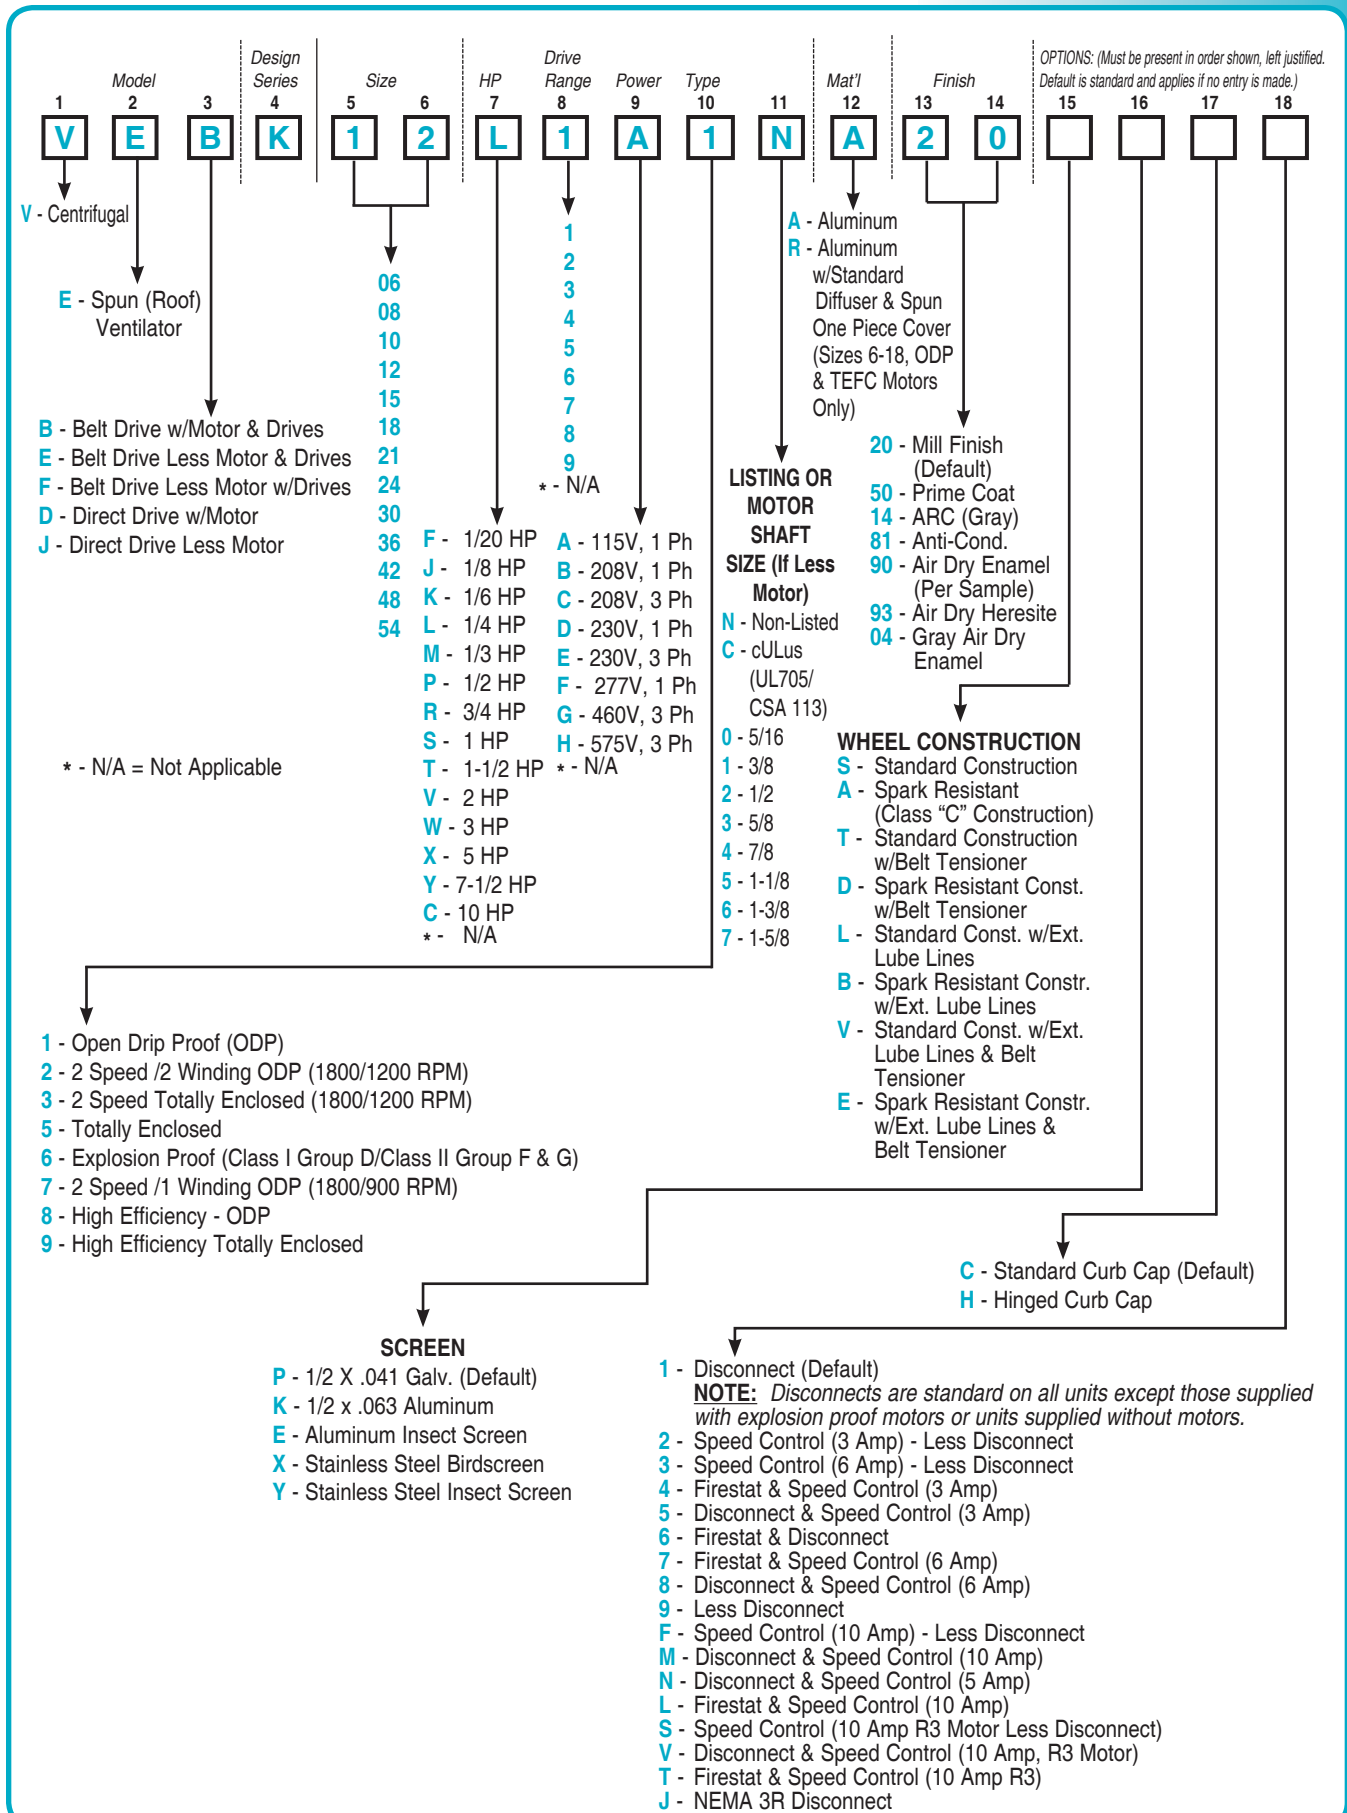 Model
Design
Series
Size
HP
Drive
Range
Power
Type
Mat'l
Finish
OPTIONS: (Must be present in order shown, left justified.
Default is standard and applies if no entry is made.)
1 2 3 4 5 6 7 8 9 10 11 12 13 14 15 16 17 18
V E B K 1 2 L 1 A 1 N A 2 0
V - Centrifugal
E - Spun (Roof)
Ventilator
B - Belt Drive w/Motor & Drives
E - Belt Drive Less Motor & Drives
F - Belt Drive Less Motor w/Drives
D - Direct Drive w/Motor
J - Direct Drive Less Motor
* - N/A = Not Applicable
06
08
10
12
15
18
21
24
30
36
42
48
54
F - 1/20 HP
J - 1/8 HP
K - 1/6 HP
L - 1/4 HP
M - 1/3 HP
P - 1/2 HP
R - 3/4 HP
S - 1 HP
T - 1-1/2 HP
V - 2 HP
W - 3 HP
X - 5 HP
Y - 7-1/2 HP
C - 10 HP
* - N/A
1
2
3
4
5
6
7
8
9
* - N/A
A - 115V, 1 Ph
B - 208V, 1 Ph
C - 208V, 3 Ph
D - 230V, 1 Ph
E - 230V, 3 Ph
F - 277V, 1 Ph
G - 460V, 3 Ph
H - 575V, 3 Ph
* - N/A
1 - Open Drip Proof (ODP)
2 - 2 Speed /2 Winding ODP (1800/1200 RPM)
3 - 2 Speed Totally Enclosed (1800/1200 RPM)
5 - Totally Enclosed
6 - Explosion Proof (Class I Group D/Class II Group F & G)
7 - 2 Speed /1 Winding ODP (1800/900 RPM)
8 - High Efficiency - ODP
9 - High Efficiency Totally Enclosed
LISTING OR
MOTOR
SHAFT
SIZE (If Less
Motor)
N - Non-Listed
C - cULus
(UL705/
CSA 113)
0 - 5/16
1 - 3/8
2 - 1/2
3 - 5/8
4 - 7/8
5 - 1-1/8
6 - 1-3/8
7 - 1-5/8
A - Aluminum
R - Aluminum
w/Standard
Diffuser & Spun
One Piece Cover
(Sizes 6-18, ODP
& TEFC Motors
Only)
20 - Mill Finish
(Default)
50 - Prime Coat
14 - ARC (Gray)
81 - Anti-Cond.
90 - Air Dry Enamel
(Per Sample)
93 - Air Dry Heresite
04 - Gray Air Dry
Enamel
WHEEL CONSTRUCTION
S - Standard Construction
A - Spark Resistant
(Class “C” Construction)
T - Standard Construction
w/Belt Tensioner
D - Spark Resistant Const.
w/Belt Tensioner
L - Standard Const. w/Ext.
Lube Lines
B - Spark Resistant Constr.
w/Ext. Lube Lines
V - Standard Const. w/Ext.
Lube Lines & Belt
Tensioner
E - Spark Resistant Constr.
w/Ext. Lube Lines &
Belt Tensioner
SCREEN
P - 1/2 X .041 Galv. (Default)
K - 1/2 x .063 Aluminum
E - Aluminum Insect Screen
X - Stainless Steel Birdscreen
Y - Stainless Steel Insect Screen
C - Standard Curb Cap (Default)
H - Hinged Curb Cap
1 - Disconnect (Default)
NOTE: Disconnects are standard on all units except those supplied
with explosion proof motors or units supplied without motors.
2 - Speed Control (3 Amp) - Less Disconnect
3 - Speed Control (6 Amp) - Less Disconnect
4 - Firestat & Speed Control (3 Amp)
5 - Disconnect & Speed Control (3 Amp)
6 - Firestat & Disconnect
7 - Firestat & Speed Control (6 Amp)
8 - Disconnect & Speed Control (6 Amp)
9 - Less Disconnect
F - Speed Control (10 Amp) - Less Disconnect
M - Disconnect & Speed Control (10 Amp)
N - Disconnect & Speed Control (5 Amp)
L - Firestat & Speed Control (10 Amp)
S - Speed Control (10 Amp R3 Motor Less Disconnect)
V - Disconnect & Speed Control (10 Amp, R3 Motor)
T - Firestat & Speed Control (10 Amp R3)
J - NEMA 3R Disconnect